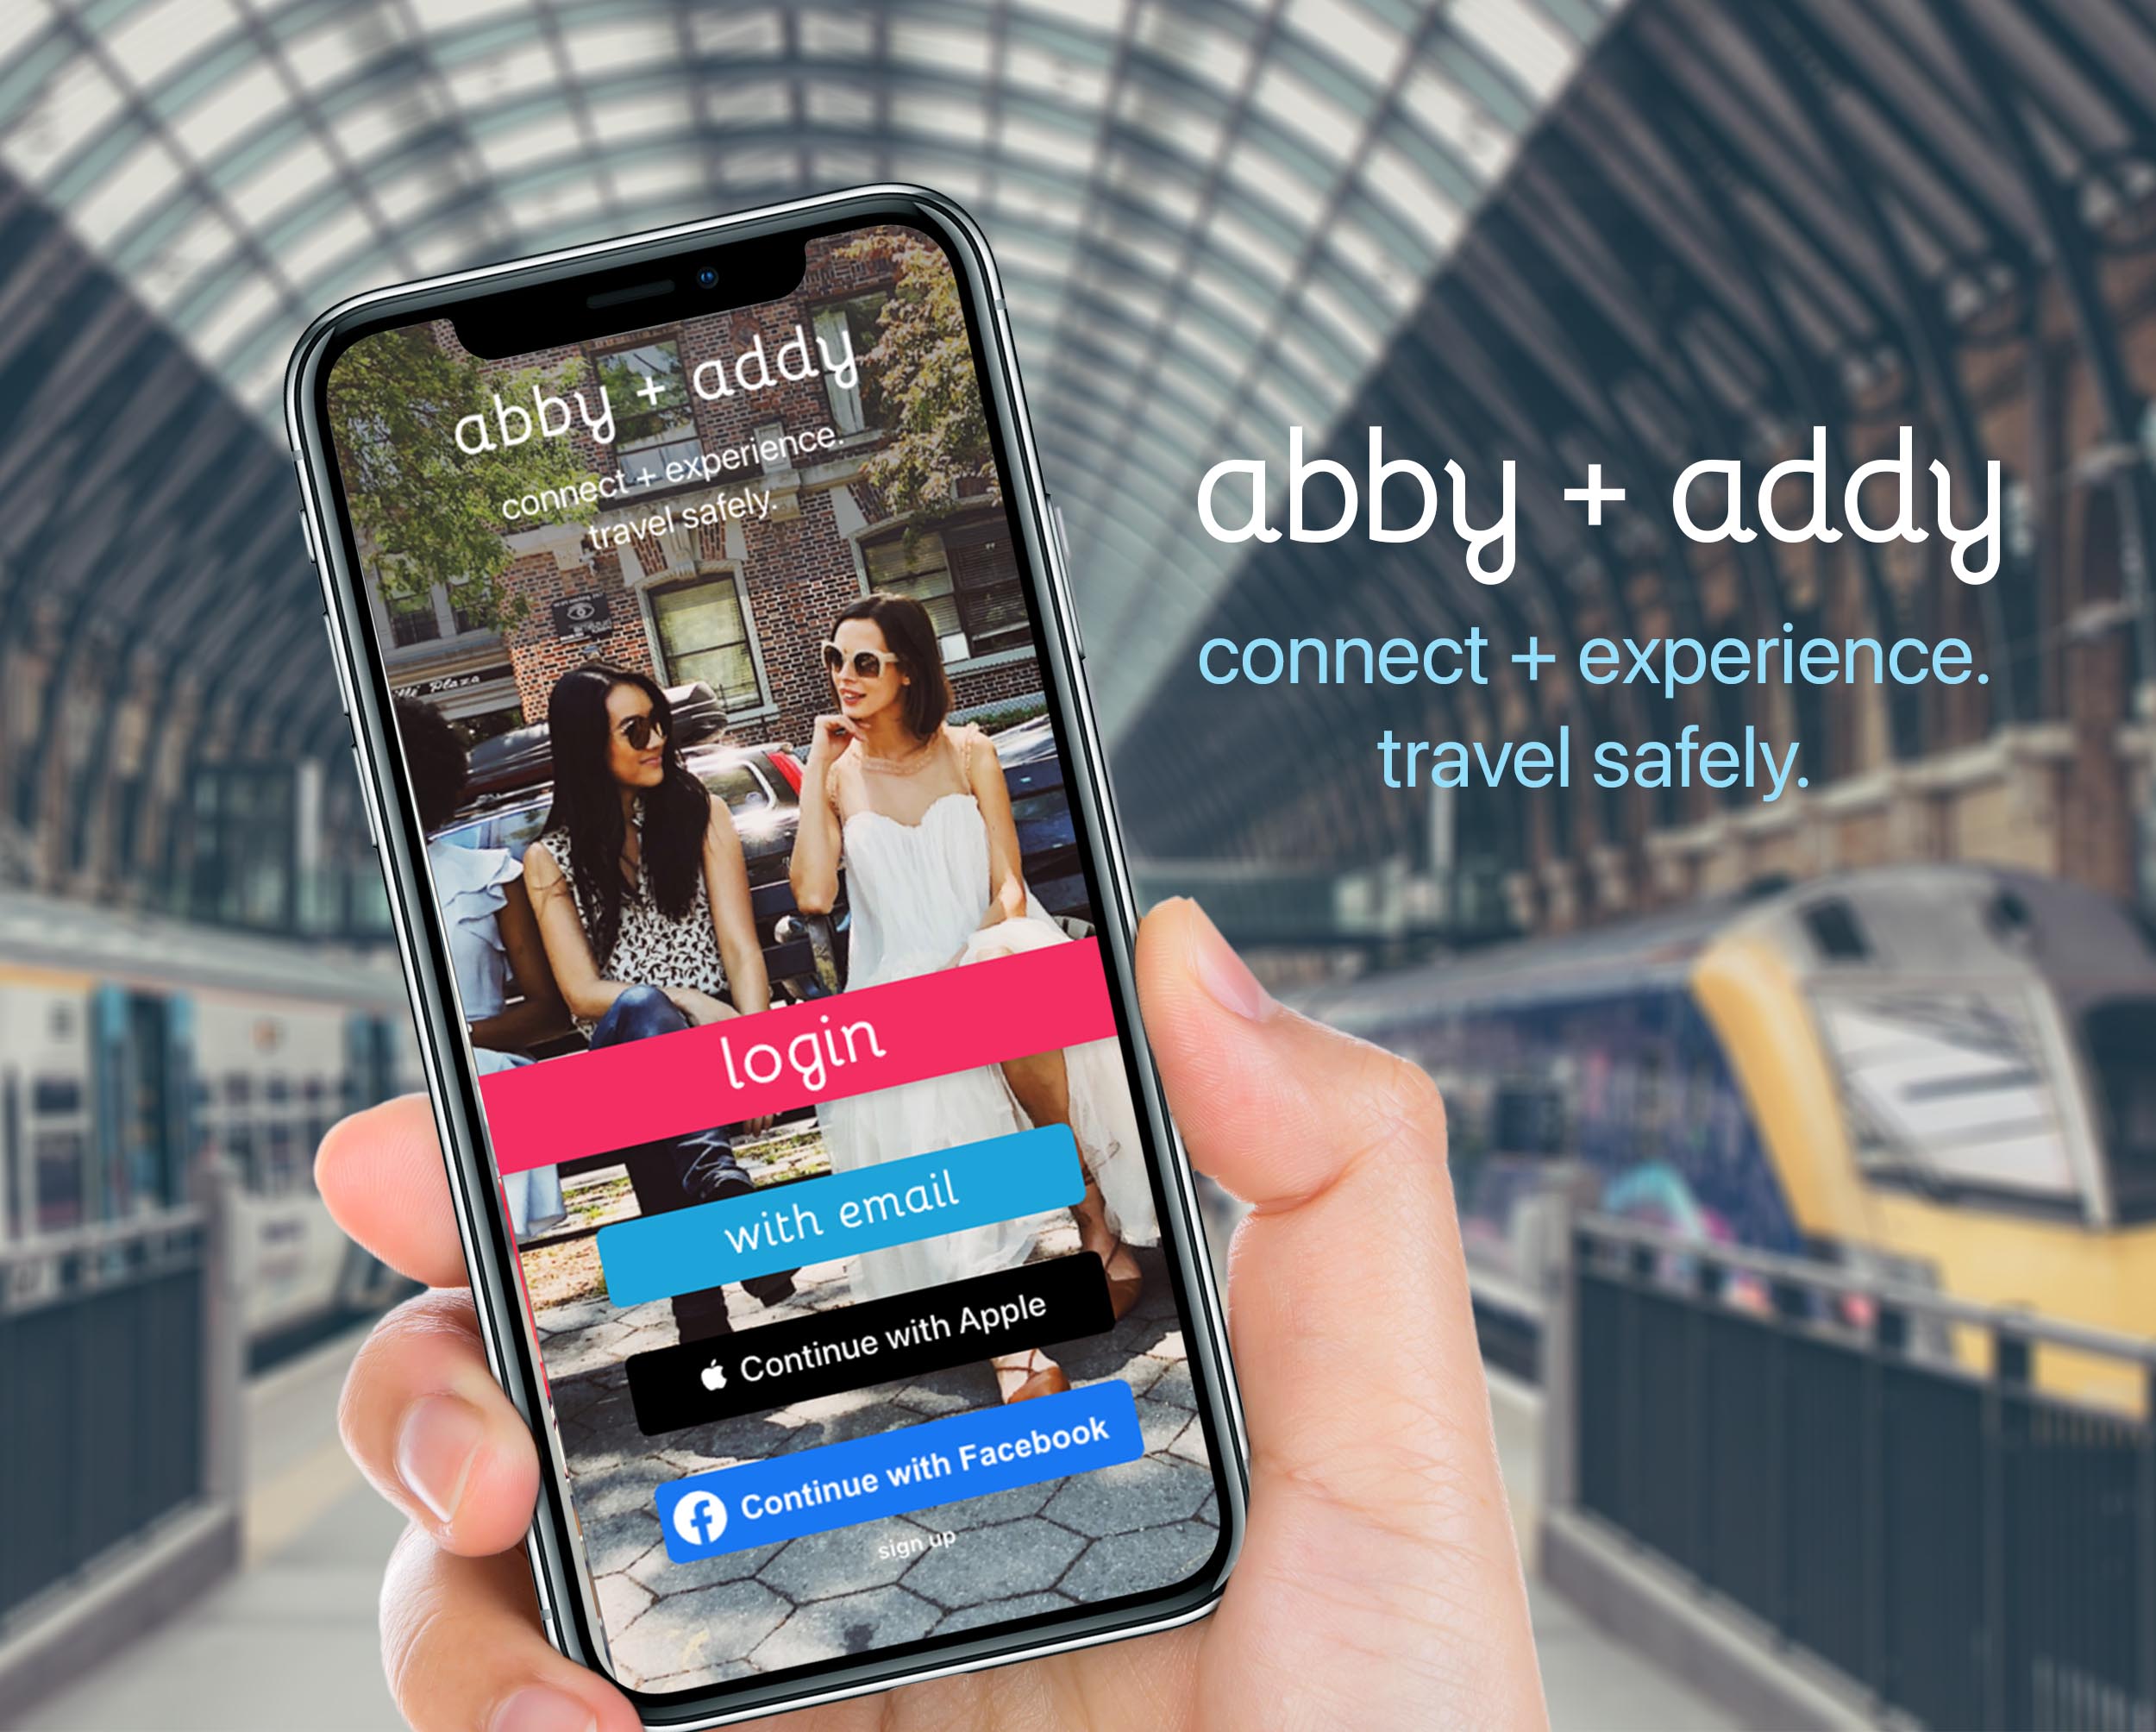 abby + addy
connect + experience.
travel safely.
login
with email
Continue with Apple
Continue with Facebook
sign up
abby + addy
connect + experience.
travel safely.